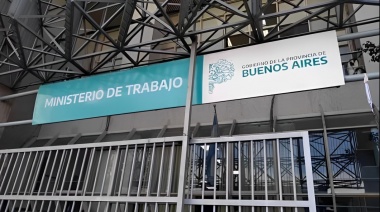 MINISTERIO DE TRABAJO
GOBIERNO DE LA PROVINCIA DE
BUENOS AIRES